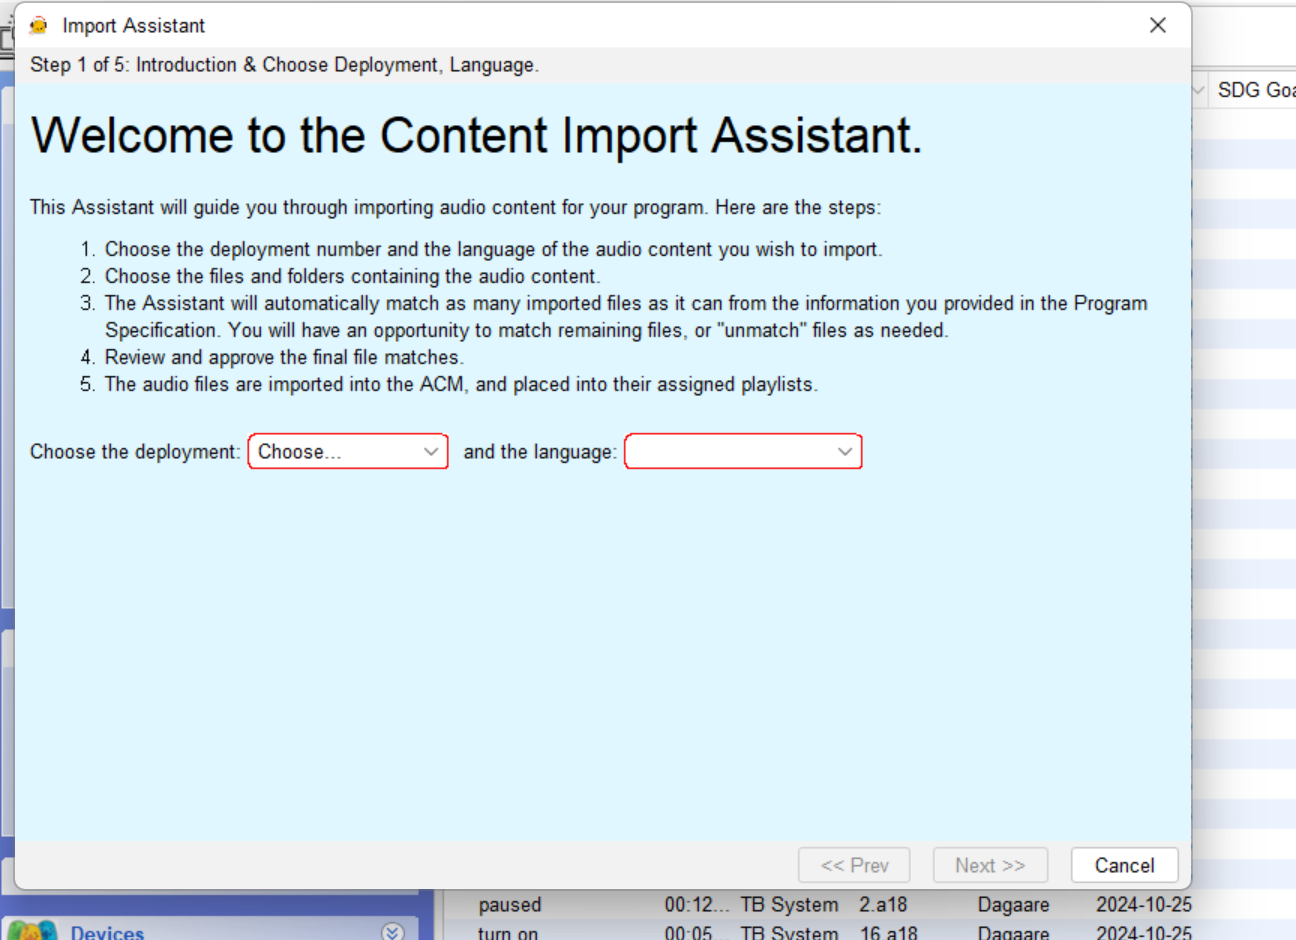 Import Assistant
Step 1 of 5: Introduction & Choose Deployment, Language.
SDG Goa
Welcome to the Content Import Assistant.
This Assistant will guide you through importing audio content for your program. Here are the steps:
1. Choose the deployment number and the language of the audio content you wish to import.
2. Choose the files and folders containing the audio content.
3. The Assistant will automatically match as many imported files as it can from the information you provided in the Program
Specification. You will have an opportunity to match remaining files, or "unmatch" files as needed.
4. Review and approve the final file matches.
5. The audio files are imported into the ACM, and placed into their assigned playlists.
Choose the deployment: Choose... and the language:
<< Prev Next >> Cancel
paused 00:12... TB System 2.a18 Dagaare 2024-10-25
Devices turn on 00:05... TB System 16.a18 Dagaare 2024-10-25